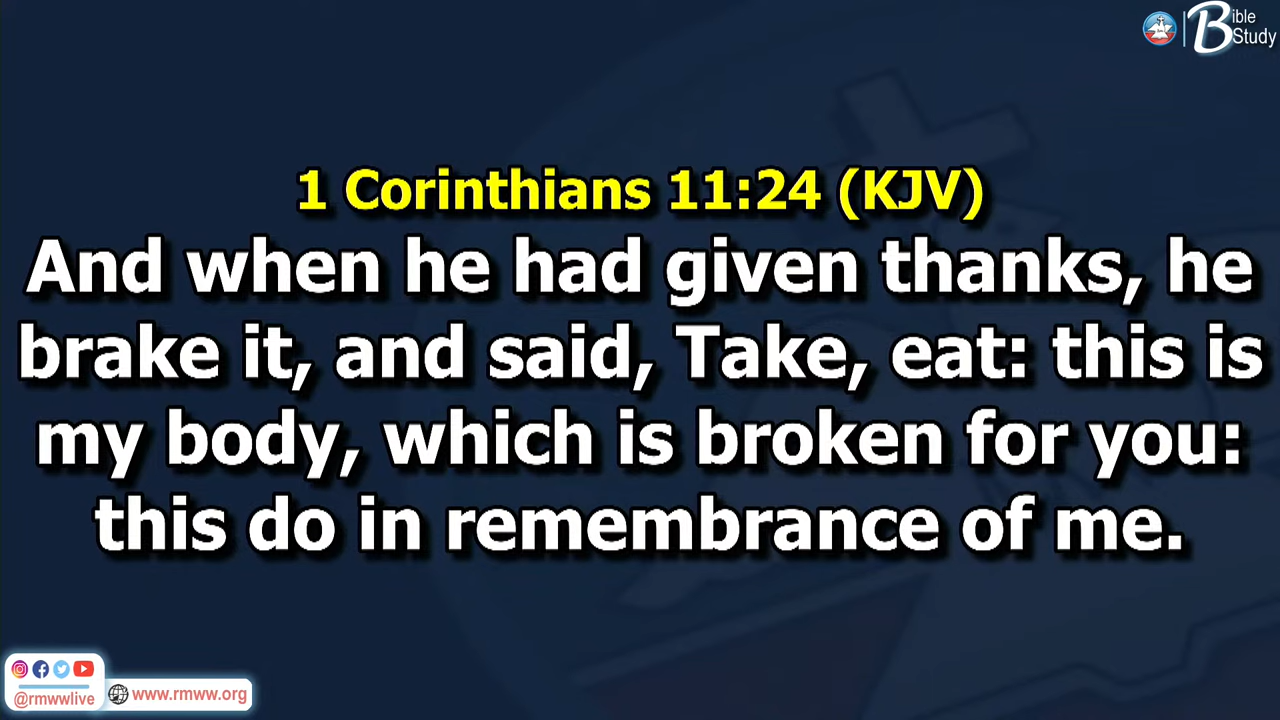 Bible
Study
1 Corinthians 11:24 (KJV)
And when he had given thanks, he
brake it, and said, Take, eat: this is
my body, which is broken for you:
this do in remembrance of me.
@rmwwlive
www.rmww.org